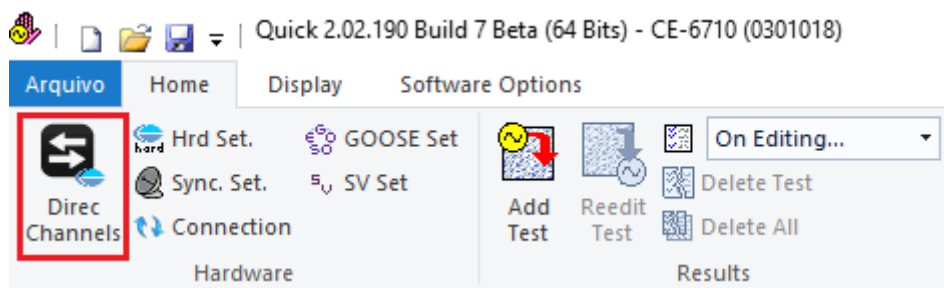 Quick 2.02.190 Build 7 Beta (64 Bits) - CE-6710 (0301018)
Arquivo Home Display Software Options
Direc
Channels
hard Hrd Set.
Sync. Set.
Connection
GOOSE Set
SV SV Set
Hardware
Add
Test
Reedit
Test
On Editing...
Delete Test
Delete All
Results